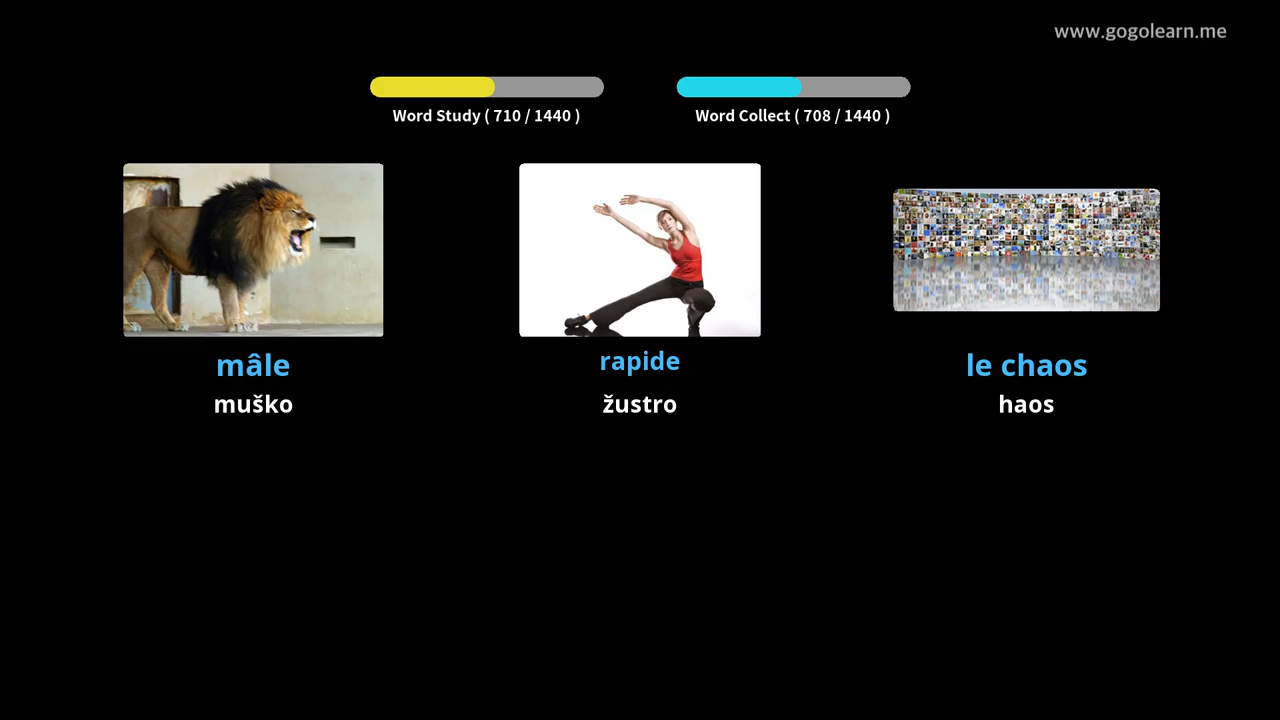 www.gogolearn.me
Word Study ( 710 / 1440 )
Word Collect ( 708 / 1440 )
mâle
rapide
le chaos
muško
žustro
haos